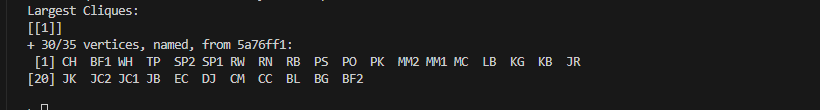 Largest Cliques:
[[1]]
+ 30/35 vertices, named, from 5a76ff1:
[1] CH BF1 WH TP SP2 SP1 RW RN RB PS PO PK MM2 MM1 MC LB KG KB JR
[20] JK JC2 JC1 JB EC DJ CM CC BL BG BF2